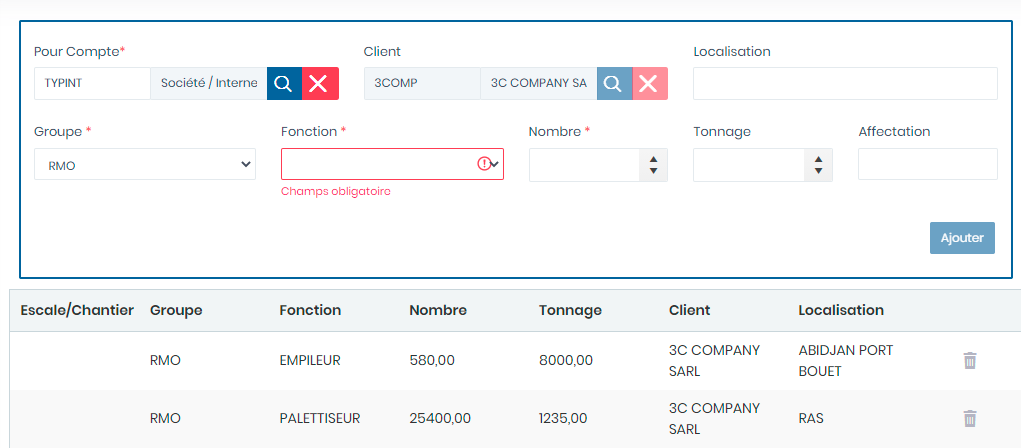 Pour Compte*
Client
Localisation
TYPINT
Société / Interne
3COMP
3C COMPANY SA
Groupe *
Fonction *
Nombre *
Tonnage
Affectation
RMO
Champs obligatoire
Ajouter
Escale/Chantier Groupe Fonction Nombre Tonnage Client Localisation
RMO EMPILEUR 580,00 8000,00 3C COMPANY SARL ABIDJAN PORT BOUET
RMO PALETTISEUR 25400,00 1235,00 3C COMPANY SARL RAS